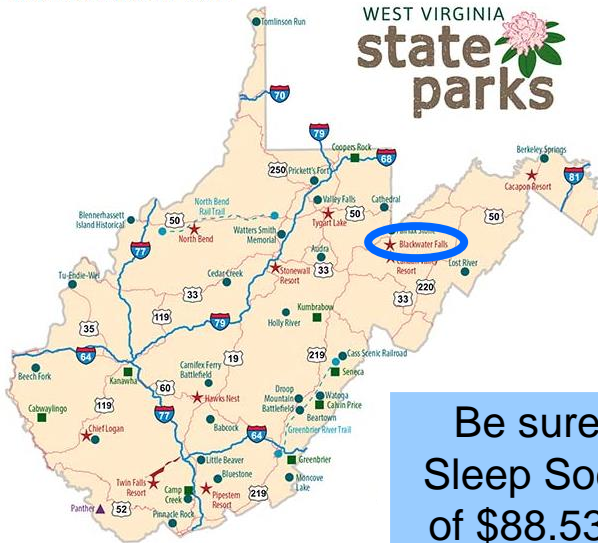 WEST VIRGINIA
state
parks
Tomlinson Run
70
79
68
Coopers Rock
250
Prickett's Fort
Berkeley Springs
81
Cacapon Resort
Valley Falls
Cathedral
North Bend
Rail Trail
50
Blennerhassett
Island Historical
50
North Bend
Watters Smith
Memorial
Tygart Lake
50
Blackwater Falls
77
Audra
33
Stonewall
Resort
Resort
Lost River
Tu-Endie-Wei
Cedar Creek
33
220
33
119
Kumbrabow
79
Holly River
35
64
219
Cass Scenic Railroad
19
Seneca
Carnifex Ferry
Battlefield
Beech Fork
Kanawha
60
Droop
Mountain
Battlefield
Watoga
Calvin Price
Beartown
Cabwaylingo
119
Hawks Nest
77
Chief Logan
Babcock
64
Greenbrier River Trail
Little Beaver
Greenbrier
Bluestone
Twin Falls
Resort
Camp
Creek
Pipestem
Resort
219
Moncove
Lake
Panther
52
Pinnacle Rock
Be sure
Sleep Soc
of $88.53